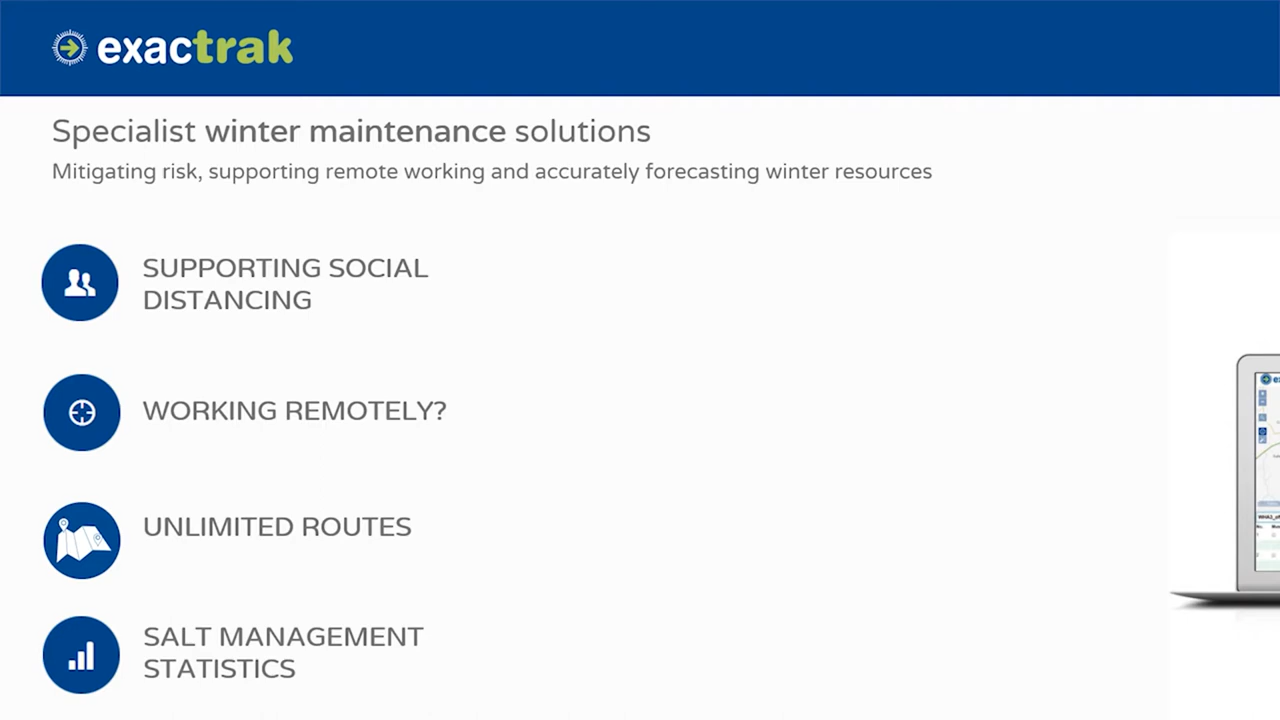 exactrak
Specialist winter maintenance solutions
Mitigating risk, supporting remote working and accurately forecasting winter resources
SUPPORTING SOCIAL
DISTANCING
WORKING REMOTELY?
UNLIMITED ROUTES
SALT MANAGEMENT
STATISTICS